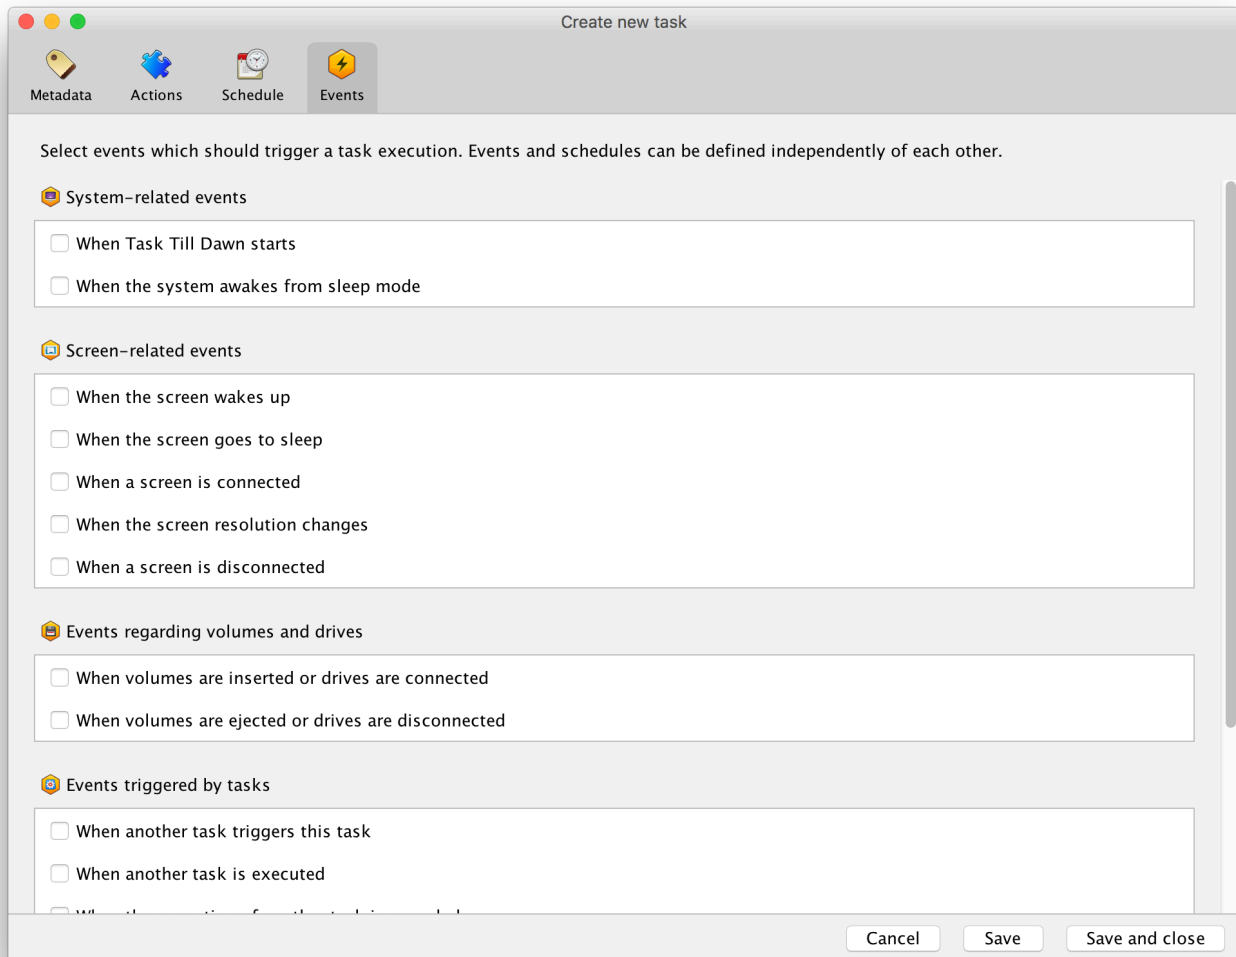 Create new task
Metadata
Actions
Schedule
Events
Select events which should trigger a task execution. Events and schedules can be defined independently of each other.
System-related events
When Task Till Dawn starts
When the system awakes from sleep mode
Screen-related events
When the screen wakes up
When the screen goes to sleep
When a screen is connected
When the screen resolution changes
When a screen is disconnected
Events regarding volumes and drives
When volumes are inserted or drives are connected
When volumes are ejected or drives are disconnected
Events triggered by tasks
When another task triggers this task
When another task is executed
Cancel
Save
Save and close